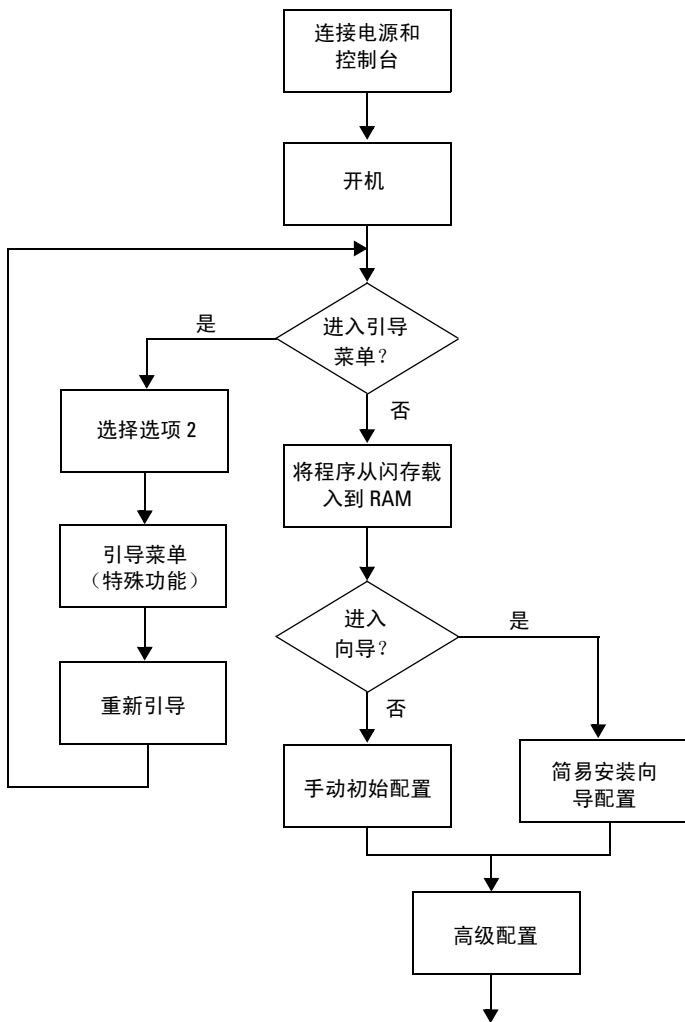 连接电源和
控制台
开机
进入引导
菜单？
是
否
选择选项 2
将程序从闪存载
入到 RAM
引导菜单
（特殊功能）
进入
向导？
是
否
重新引导
手动初始配置
简易安装向
导配置
高级配置